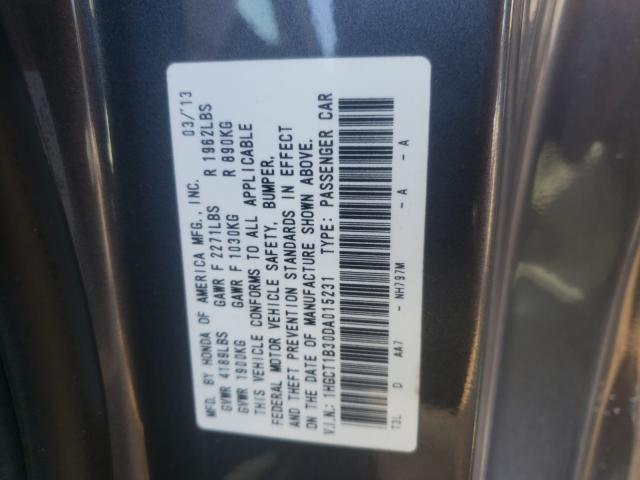 MFD. BY HONDA OF AMERICA MFG., INC. 03/13
GVWR 4189LBS GAWR F 2271LBS R 1962LBS
GVWR 1900KG GAWR F 1030KG R 890KG
THIS VEHICLE CONFORMS TO ALL APPLICABLE
FEDERAL MOTOR VEHICLE SAFETY, BUMPER,
AND THEFT PREVENTION STANDARDS IN EFFECT
ON THE DATE OF MANUFACTURE SHOWN ABOVE.
V.I.N.: 1HGCT1B30DA015231 TYPE: PASSENGER CAR
T3L D AA7 - NH797M - A - A